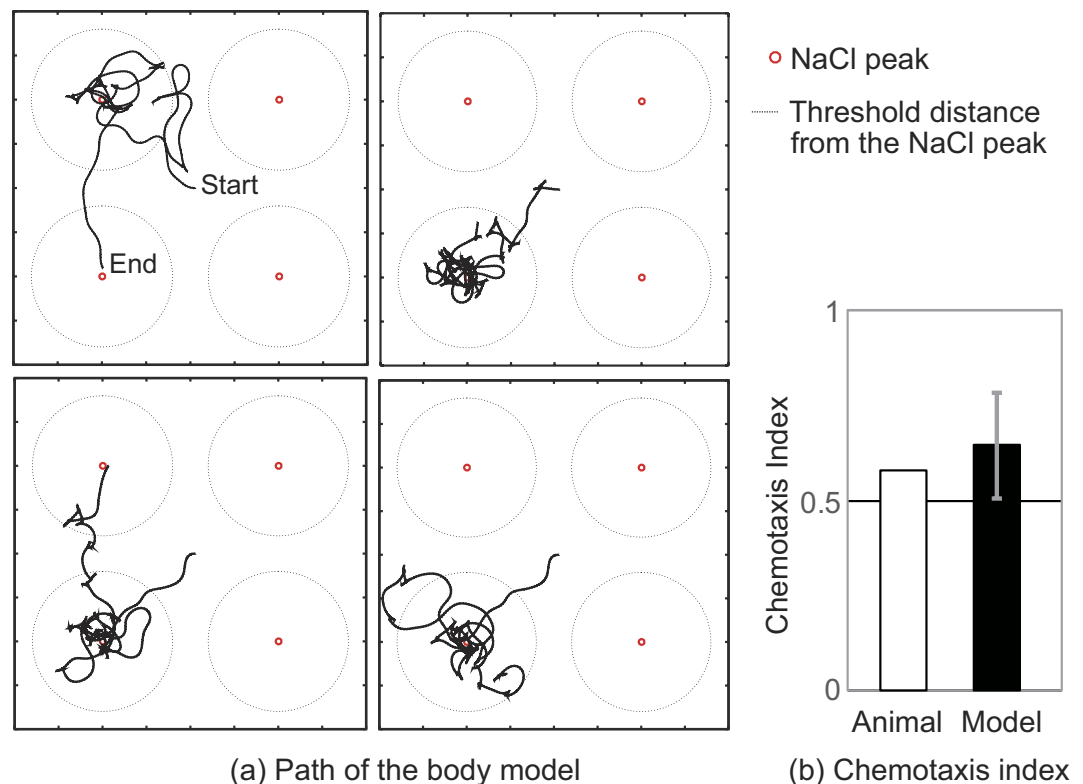 Start
End
NaCl peak
Threshold distance
from the NaCl peak
(a) Path of the body model
Chemotaxis Index
1
0.5
0
Animal Model
(b) Chemotaxis index